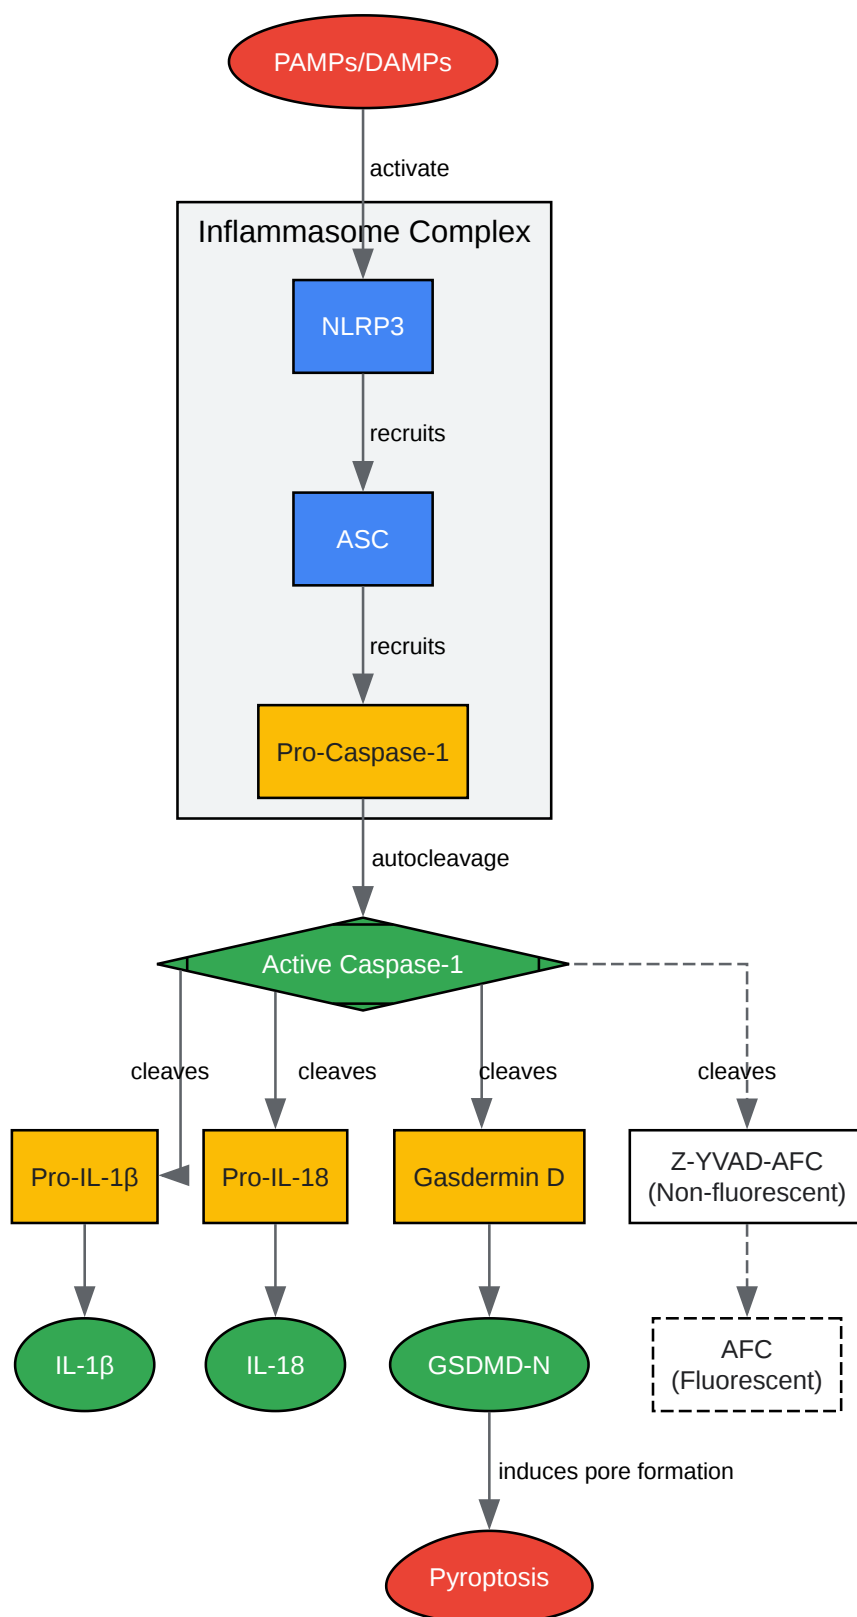 PAMPs/DAMPs
activate
Inflammasome Complex
NLRP3
recruits
ASC
recruits
Pro-Caspase-1
autocleavage
Active Caspase-1
cleaves
cleaves
cleaves
cleaves
Pro-IL-1β
Pro-IL-18
Gasdermin D
Z-YVAD-AFC
(Non-fluorescent)
IL-1β
IL-18
GSDMD-N
AFC
(Fluorescent)
induces pore formation
Pyroptosis